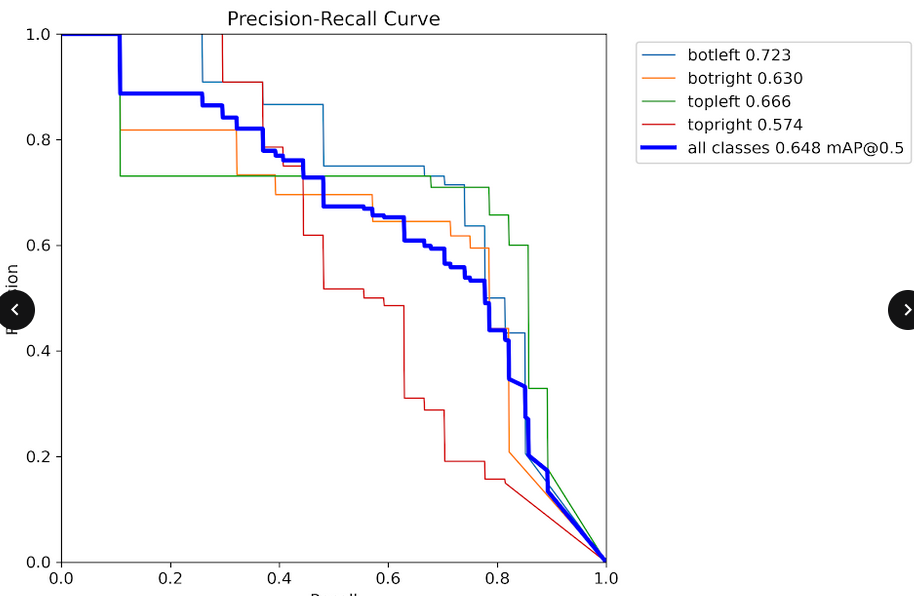 Precision-Recall Curve
1.0
0.8
0.6
0.4
0.2
0.0
0.0 0.2 0.4 0.6 0.8 1.0
botleft 0.723
botright 0.630
topleft 0.666
topright 0.574
all classes 0.648 mAP@0.5